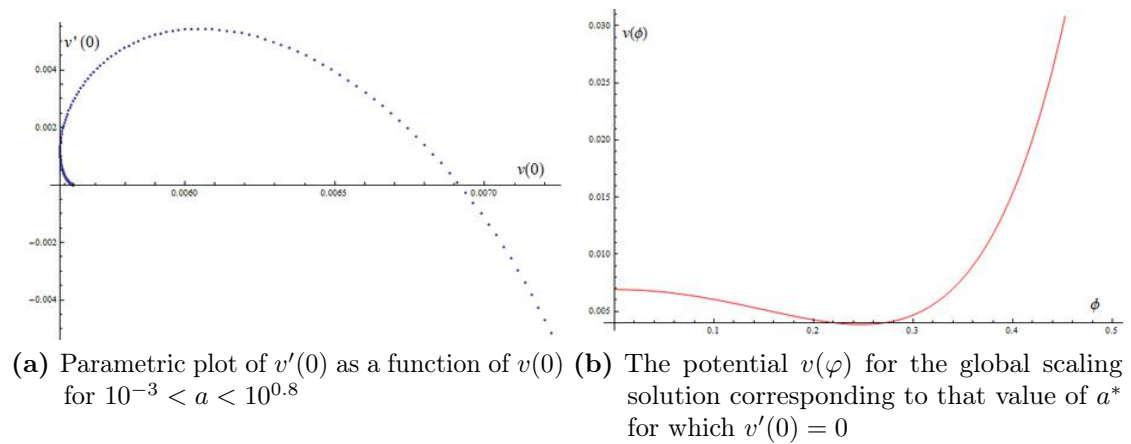 v'(0)
0.004
0.002
v(0)
0.0060
0.0065
0.0070
−0.002
−0.004
0.030
v(ϕ)
0.025
0.020
0.015
0.010
0.005
ϕ
0.1
0.2
0.3
0.4
0.5
(a) Parametric plot of v′(0) as a function of v(0)
for 10⁻³ < a < 10⁰·⁸
(b) The potential v(φ) for the global scaling
solution corresponding to that value of a*
for which v′(0) = 0